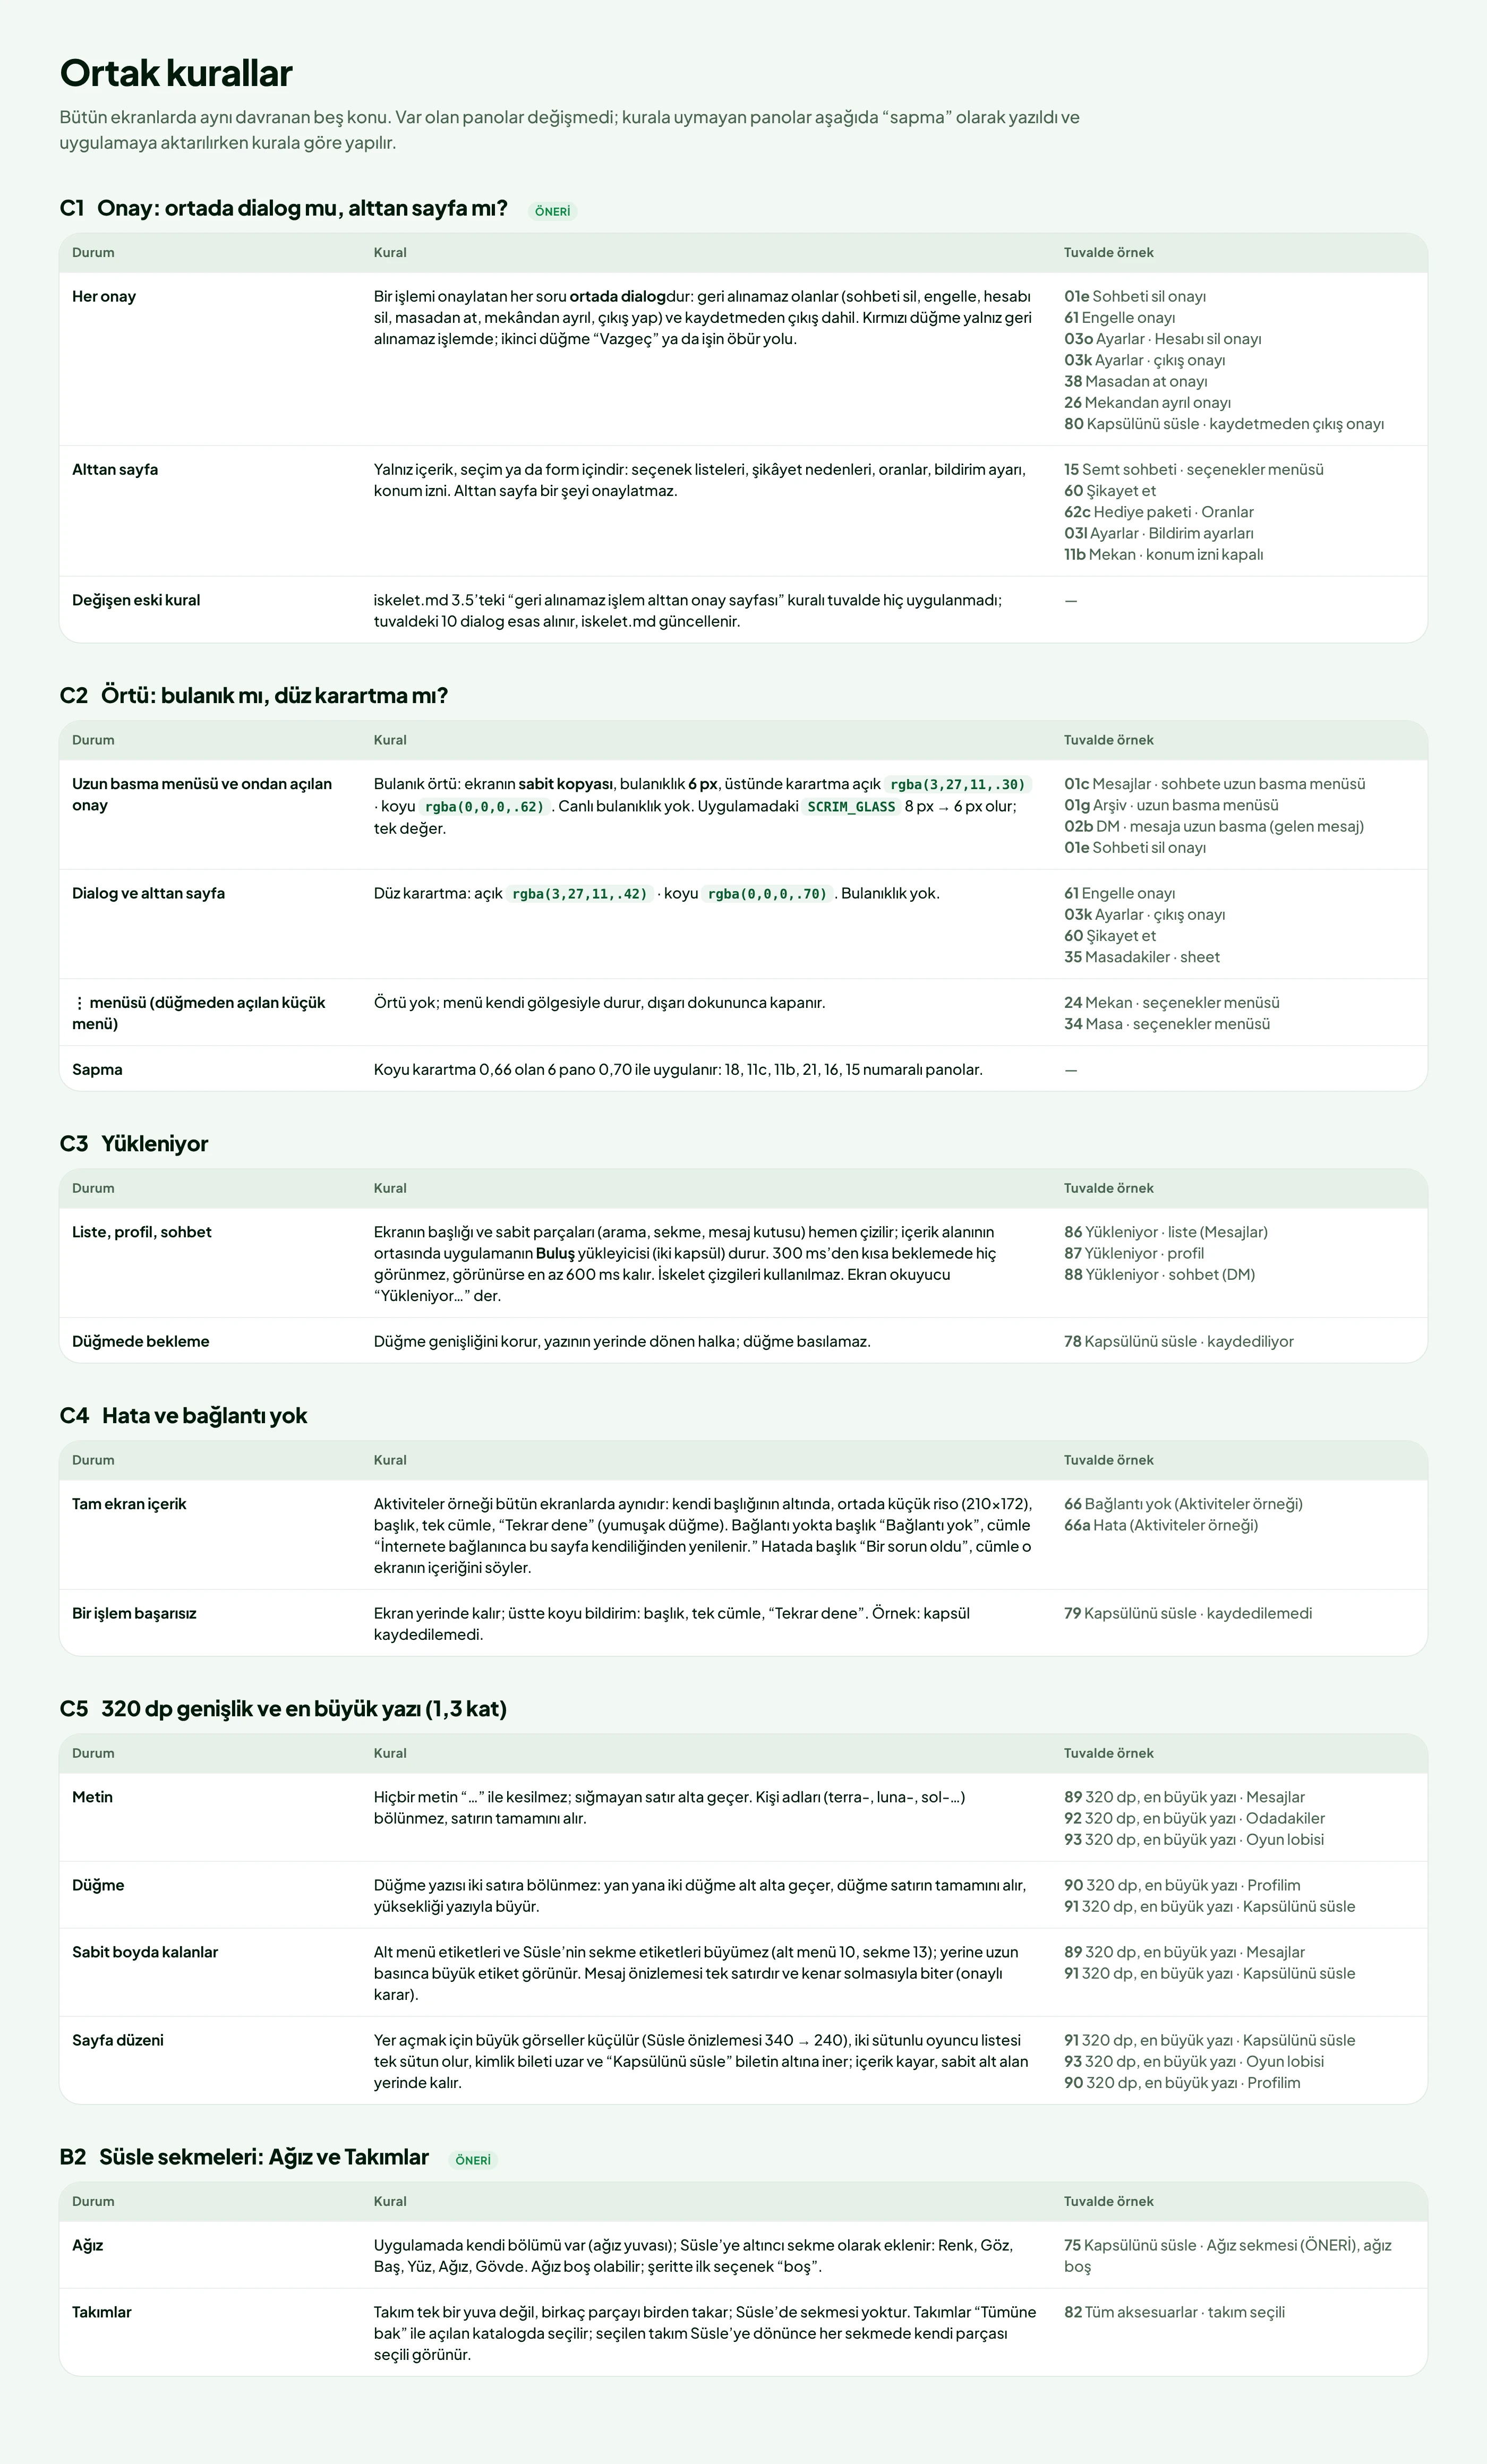 Ortak kurallar
Bütün ekranlarda aynı davranan beş konu. Var olan panolar değişmedi; kurala uymayan panolar aşağıda “sapma” olarak yazıldı ve
uygulamaya aktarılırken kurala göre yapılır.
C1 Onay: ortada dialog mu, alttan sayfa mı? ÖNERİ
Durum Kural Tuvalde örnek
Her onay
Bir işlemi onaylatan her soru ortada dialogdur: geri alınamaz olanlar (sohbeti sil, engelle, hesabı
sil, masadan at, mekândan ayrıl, çıkış yap) ve kaydetmeden çıkış dahil. Kırmızı düğme yalnız geri
alınamaz işlemde; ikinci düğme “Vazgeç” ya da işin öbür yolu.
01e Sohbeti sil onayı
61 Engelle onayı
03o Ayarlar · Hesabı sil onayı
03k Ayarlar · çıkış onayı
38 Masadan at onayı
26 Mekandan ayrıl onayı
80 Kapsülünü süsle · kaydetmeden çıkış onayı
Alttan sayfa
Yalnız içerik, seçim ya da form içindir: seçenek listeleri, şikâyet nedenleri, oranlar, bildirim ayarı,
konum izni. Alttan sayfa bir şeyi onaylatmaz.
15 Semt sohbeti · seçenekler menüsü
60 Şikayet et
62c Hediye paketi · Oranlar
03l Ayarlar · Bildirim ayarları
11b Mekan · konum izni kapalı
Değişen eski kural
iskelet.md 3.5’teki “geri alınamaz işlem alttan onay sayfası” kuralı tuvalde hiç uygulanmadı;
tuvaldeki 10 dialog esas alınır, iskelet.md güncellenir.
—
C2 Örtü: bulanık mı, düz karartma mı?
Durum Kural Tuvalde örnek
Uzun basma menüsü ve ondan açılan
onay
Bulanık örtü: ekranın sabit kopyası, bulanıklık 6 px, üstünde karartma açık rgba(3,27,11,.30)
· koyu rgba(0,0,0,.62). Canlı bulanıklık yok. Uygulamadaki SCRIM_GLASS 8 px → 6 px olur;
tek değer.
01c Mesajlar · sohbete uzun basma menüsü
01g Arşiv · uzun basma menüsü
02b DM · mesaja uzun basma (gelen mesaj)
01e Sohbeti sil onayı
Dialog ve alttan sayfa
Düz karartma: açık rgba(3,27,11,.42) · koyu rgba(0,0,0,.70). Bulanıklık yok.
61 Engelle onayı
03k Ayarlar · çıkış onayı
60 Şikayet et
35 Masadakiler · sheet
⋮ menüsü (düğmeden açılan küçük
menü)
Örtü yok; menü kendi gölgesiyle durur, dışarı dokununca kapanır.
24 Mekan · seçenekler menüsü
34 Masa · seçenekler menüsü
Sapma
Koyu karartma 0,66 olan 6 pano 0,70 ile uygulanır: 18, 11c, 11b, 21, 16, 15 numaralı panolar.
—
C3 Yükleniyor
Durum Kural Tuvalde örnek
Liste, profil, sohbet
Ekranın başlığı ve sabit parçaları (arama, sekme, mesaj kutusu) hemen çizilir; içerik alanının
ortasında uygulamanın Buluş yükleyicisi (iki kapsül) durur. 300 ms’den kısa beklemede hiç
görünmez, görünürse en az 600 ms kalır. İskelet çizgileri kullanılmaz. Ekran okuyucu
“Yükleniyor…” der.
86 Yükleniyor · liste (Mesajlar)
87 Yükleniyor · profil
88 Yükleniyor · sohbet (DM)
Düğmede bekleme
Düğme genişliğini korur, yazının yerinde dönen halka; düğme basılamaz.
78 Kapsülünü süsle · kaydediliyor
C4 Hata ve bağlantı yok
Durum Kural Tuvalde örnek
Tam ekran içerik
Aktiviteler örneği bütün ekranlarda aynıdır: kendi başlığının altında, ortada küçük riso (210×172),
başlık, tek cümle, “Tekrar dene” (yumuşak düğme). Bağlantı yokta başlık “Bağlantı yok”, cümle
“İnternete bağlanınca bu sayfa kendiliğinden yenilenir.” Hatada başlık “Bir sorun oldu”, cümle o
ekranın içeriğini söyler.
66 Bağlantı yok (Aktiviteler örneği)
66a Hata (Aktiviteler örneği)
Bir işlem başarısız
Ekran yerinde kalır; üstte koyu bildirim: başlık, tek cümle, “Tekrar dene”. Örnek: kapsül
kaydedilemedi.
79 Kapsülünü süsle · kaydedilemedi
C5 320 dp genişlik ve en büyük yazı (1,3 kat)
Durum Kural Tuvalde örnek
Metin
Hiçbir metin “…” ile kesilmez; sığmayan satır alta geçer. Kişi adları (terra-, luna-, sol-…)
bölünmez, satırın tamamını alır.
89 320 dp, en büyük yazı · Mesajlar
92 320 dp, en büyük yazı · Odadakiler
93 320 dp, en büyük yazı · Oyun lobisi
Düğme
Düğme yazısı iki satıra bölünmez: yan yana iki düğme alt alta geçer, düğme satırın tamamını alır,
yüksekliği yazıyla büyür.
90 320 dp, en büyük yazı · Profilim
91 320 dp, en büyük yazı · Kapsülünü süsle
Sabit boyda kalanlar
Alt menü etiketleri ve Süsle’nin sekme etiketleri büyümez (alt menü 10, sekme 13); yerine uzun
basınca büyük etiket görünür. Mesaj önizlemesi tek satırdır ve kenar solmasıyla biter (onaylı
karar).
89 320 dp, en büyük yazı · Mesajlar
91 320 dp, en büyük yazı · Kapsülünü süsle
Sayfa düzeni
Yer açmak için büyük görseller küçülür (Süsle önizlemesi 340 → 240), iki sütunlu oyuncu listesi
tek sütun olur, kimlik bileti uzar ve “Kapsülünü süsle” biletin altına iner; içerik kayar, sabit alt alan
yerinde kalır.
91 320 dp, en büyük yazı · Kapsülünü süsle
93 320 dp, en büyük yazı · Oyun lobisi
90 320 dp, en büyük yazı · Profilim
B2 Süsle sekmeleri: Ağız ve Takımlar ÖNERİ
Durum Kural Tuvalde örnek
Ağız
Uygulamada kendi bölümü var (ağız yuvası); Süsle’ye altıncı sekme olarak eklenir: Renk, Göz,
Baş, Yüz, Ağız, Gövde. Ağız boş olabilir; şeritte ilk seçenek “boş”.
75 Kapsülünü süsle · Ağız sekmesi (ÖNERİ), ağız
boş
Takımlar
Takım tek bir yuva değil, birkaç parçayı birden takar; Süsle’de sekmesi yoktur. Takımlar “Tümüne
bak” ile açılan katalogda seçilir; seçilen takım Süsle’ye dönünce her sekmede kendi parçası
seçili görünür.
82 Tüm aksesuarlar · takım seçili